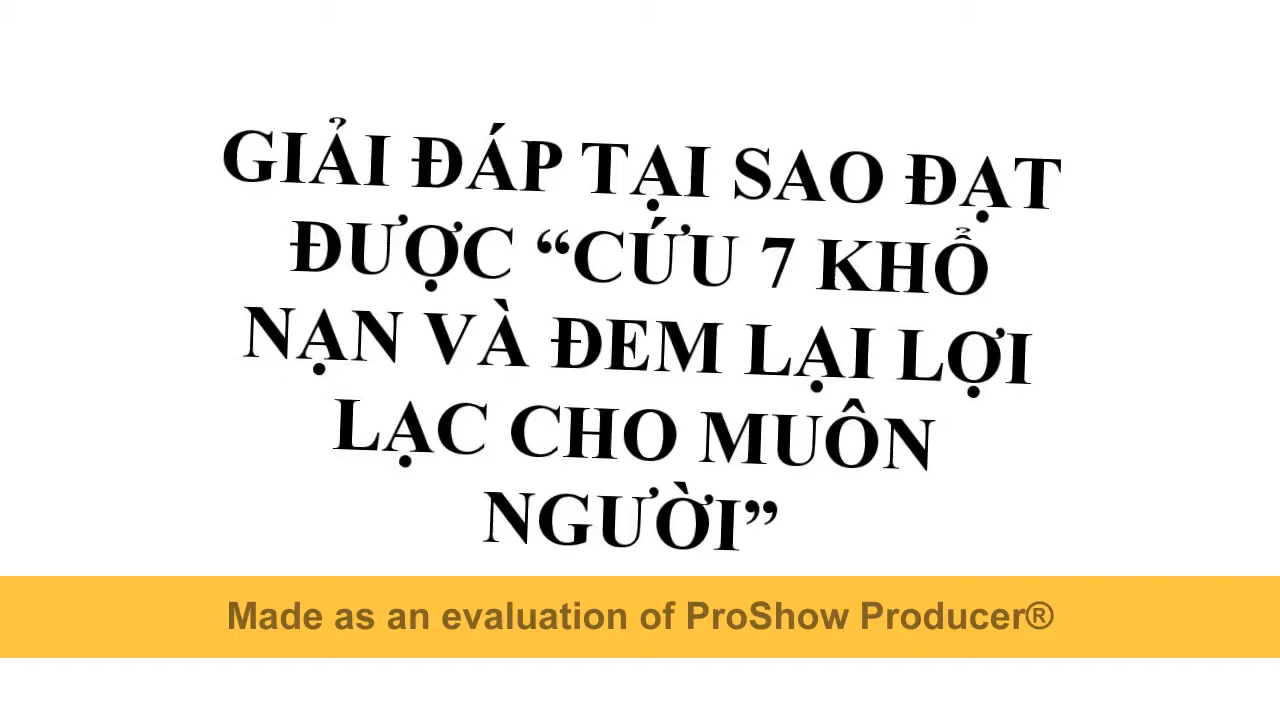 GIẢI ĐÁP TẠI SAO ĐẠT
ĐƯỢC “CỨU 7 KHỔ
NẠN VÀ ĐEM LẠI LỢI
LẠC CHO MUÔN
NGƯỜI”
Made as an evaluation of ProShow Producer®